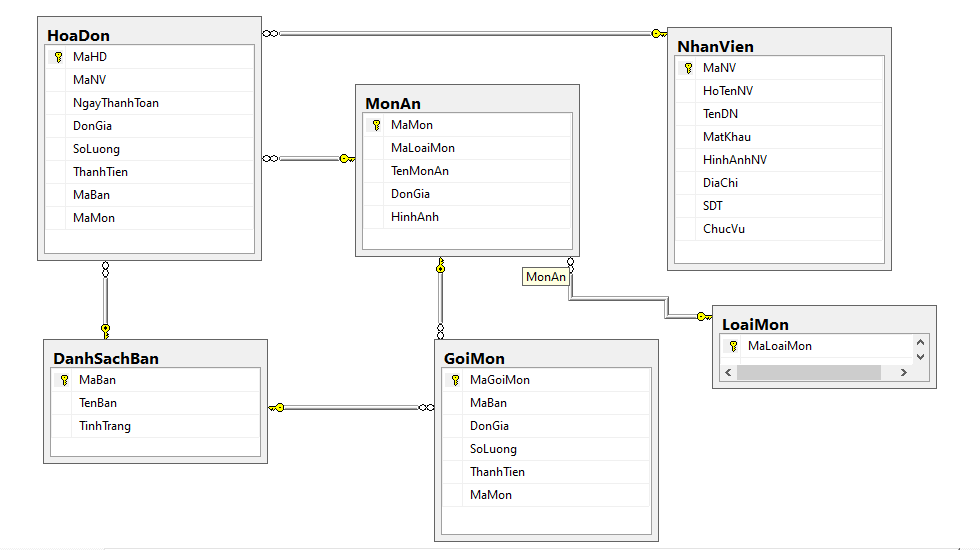 HoaDon
MaHD
MaNV
NgayThanhToan
DonGia
SoLuong
ThanhTien
MaBan
MaMon
MonAn
MaMon
MaLoaiMon
TenMonAn
DonGia
HinhAnh
NhanVien
MaNV
HoTenNV
TenDN
MatKhau
HinhAnhNV
DiaChi
SDT
ChucVu
MonAn
LoaiMon
MaLoaiMon
DanhSachBan
MaBan
TenBan
TinhTrang
GoiMon
MaGoiMon
MaBan
DonGia
SoLuong
ThanhTien
MaMon